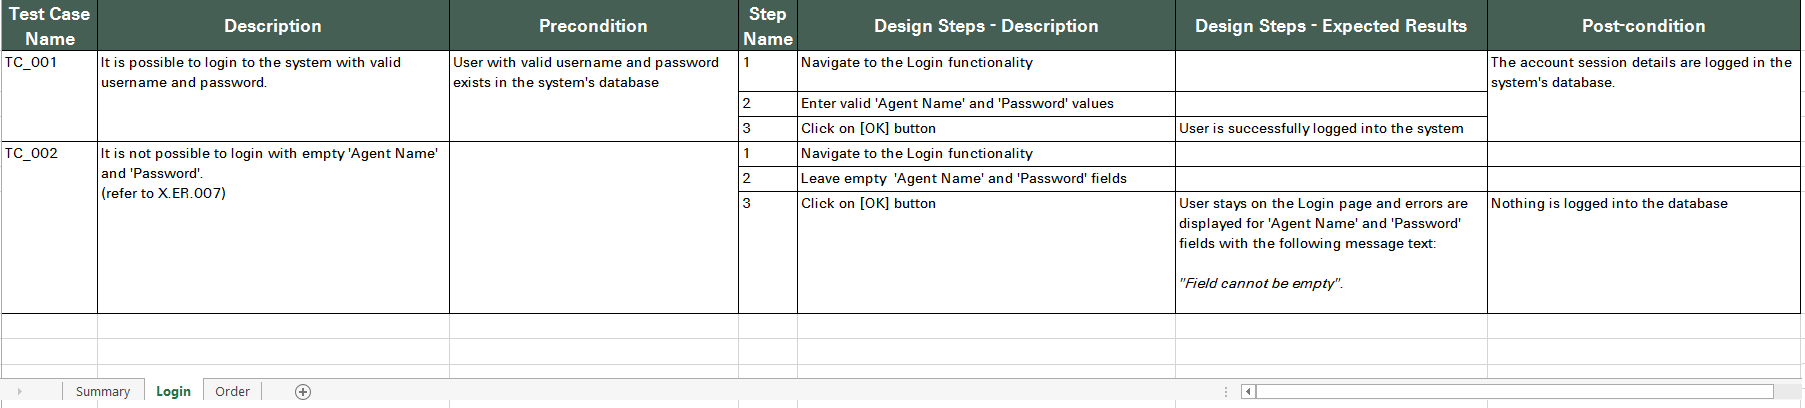 Test Case Name
Description
Precondition
Step Name
Design Steps - Description
Design Steps - Expected Results
Post-condition
TC_001
It is possible to login to the system with valid
username and password.
User with valid username and password
exists in the system's database
1
Navigate to the Login functionality
The account session details are logged in the
system's database.
2
Enter valid 'Agent Name' and 'Password' values
3
Click on [OK] button
User is successfully logged into the system
TC_002
It is not possible to login with empty 'Agent Name'
and 'Password'.
(refer to X.ER.007)
1
Navigate to the Login functionality
2
Leave empty  'Agent Name' and 'Password' fields
3
Click on [OK] button
User stays on the Login page and errors are
displayed for 'Agent Name' and 'Password'
fields with the following message text:
"Field cannot be empty".
Nothing is logged into the database
Summary
Login
Order